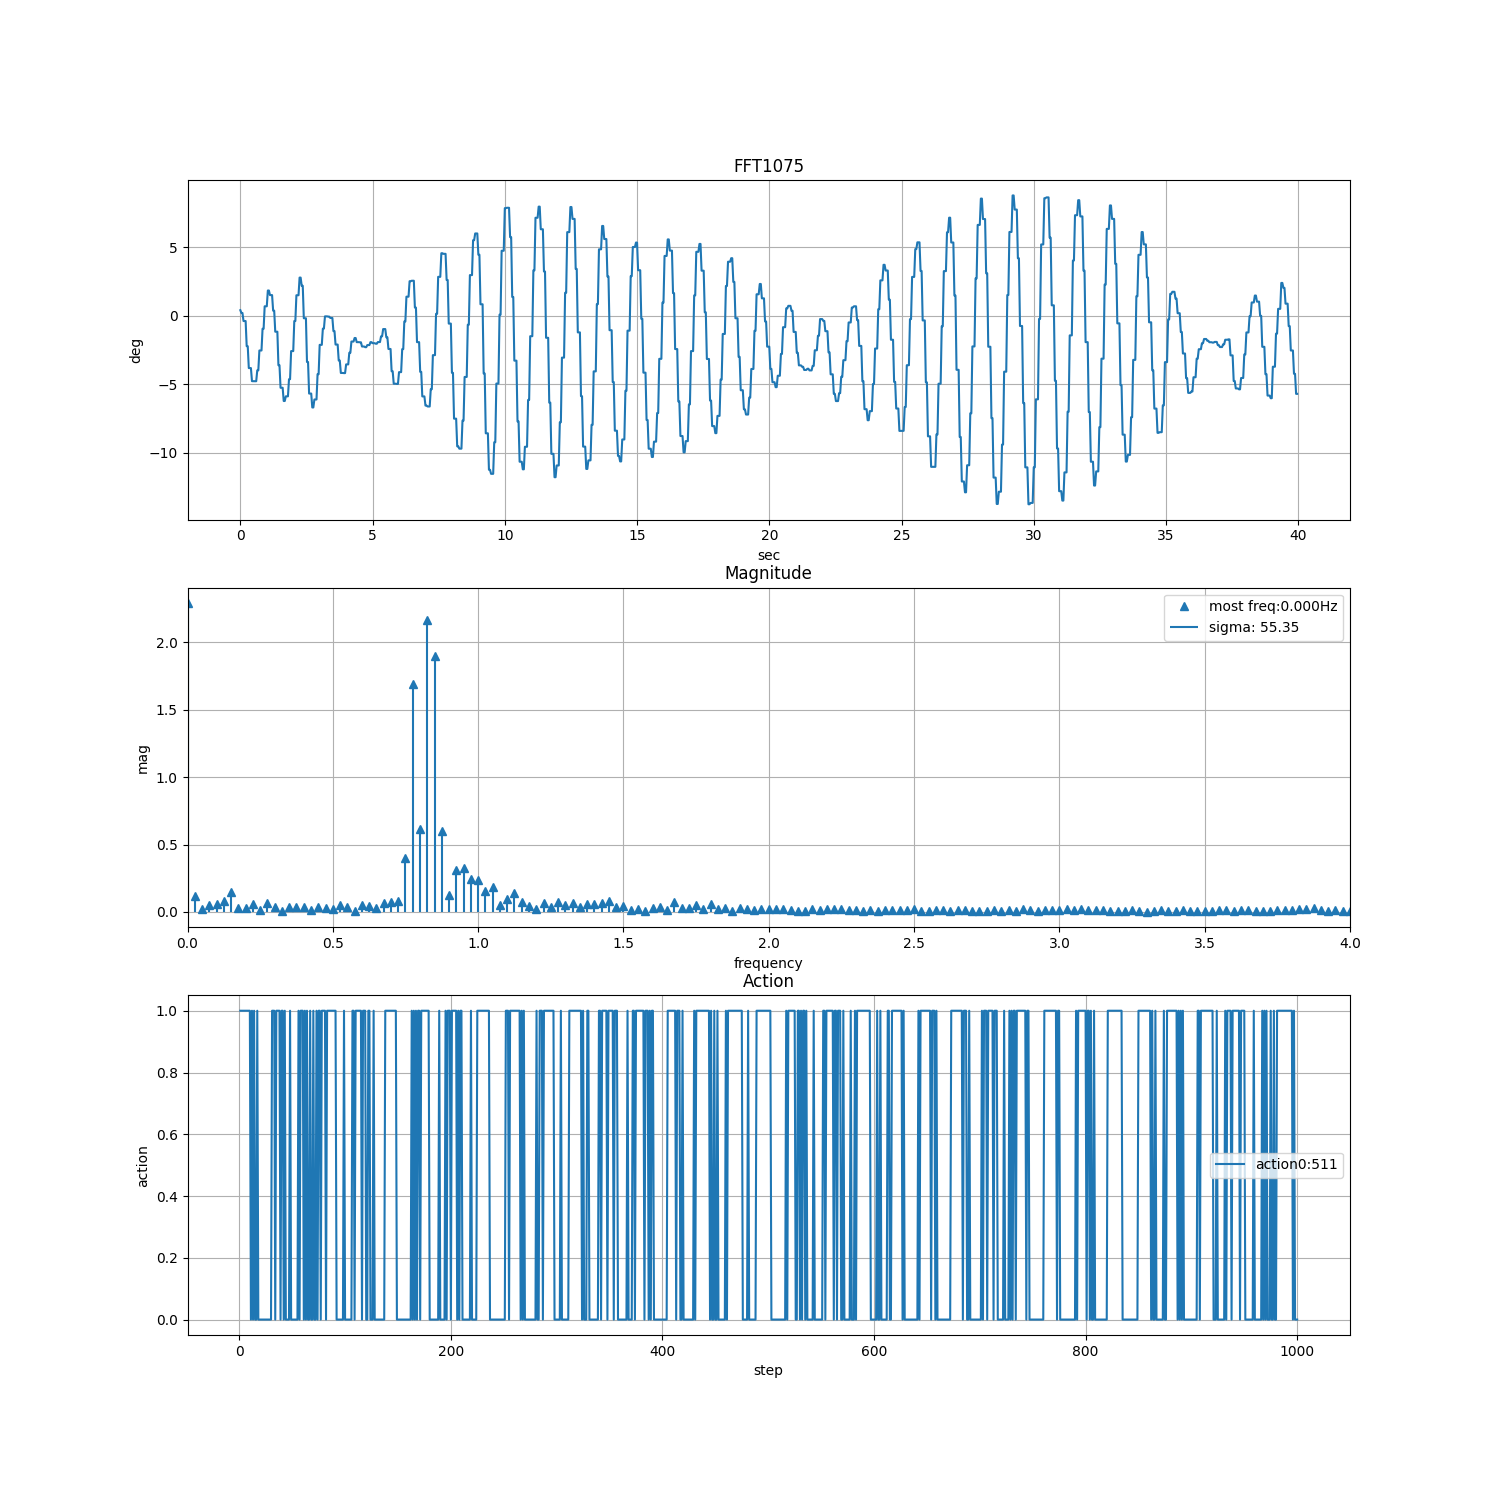 FFT1075
5
0
−5
−10
deg
0 5 10 15 20 25 30 35 40
sec
Magnitude
most freq:0.000Hz
sigma: 55.35
2.0
1.5
1.0
0.5
0.0
mag
0.0 0.5 1.0 1.5 2.0 2.5 3.0 3.5 4.0
frequency
Action
1.0
0.8
0.6
0.4
0.2
0.0
action
action0:511
0 200 400 600 800 1000
step